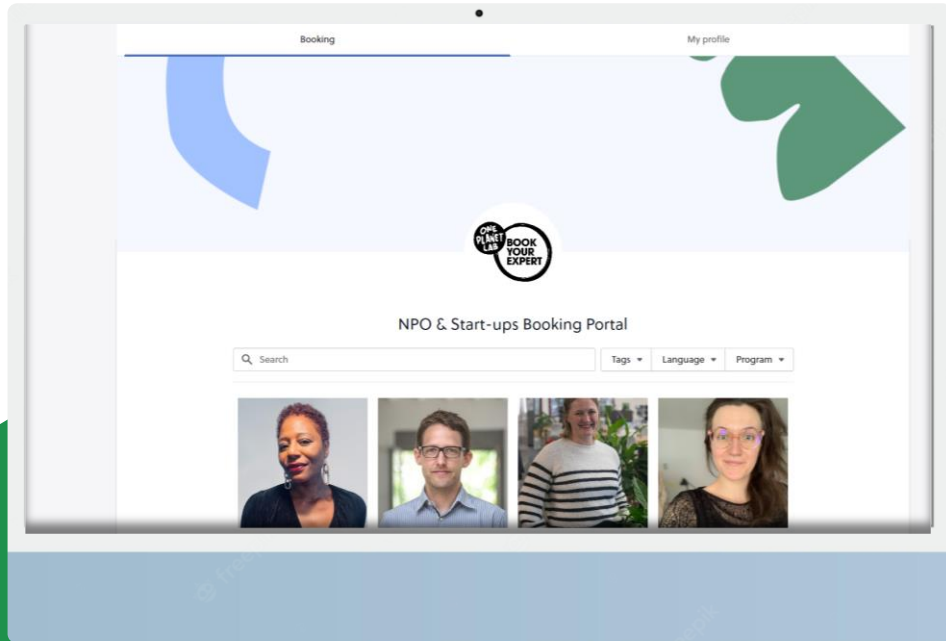 Booking
My profile
ONE
PLANET
LAB
BOOK
YOUR
EXPERT
NPO & Start-ups Booking Portal
Search
Tags
Language
Program